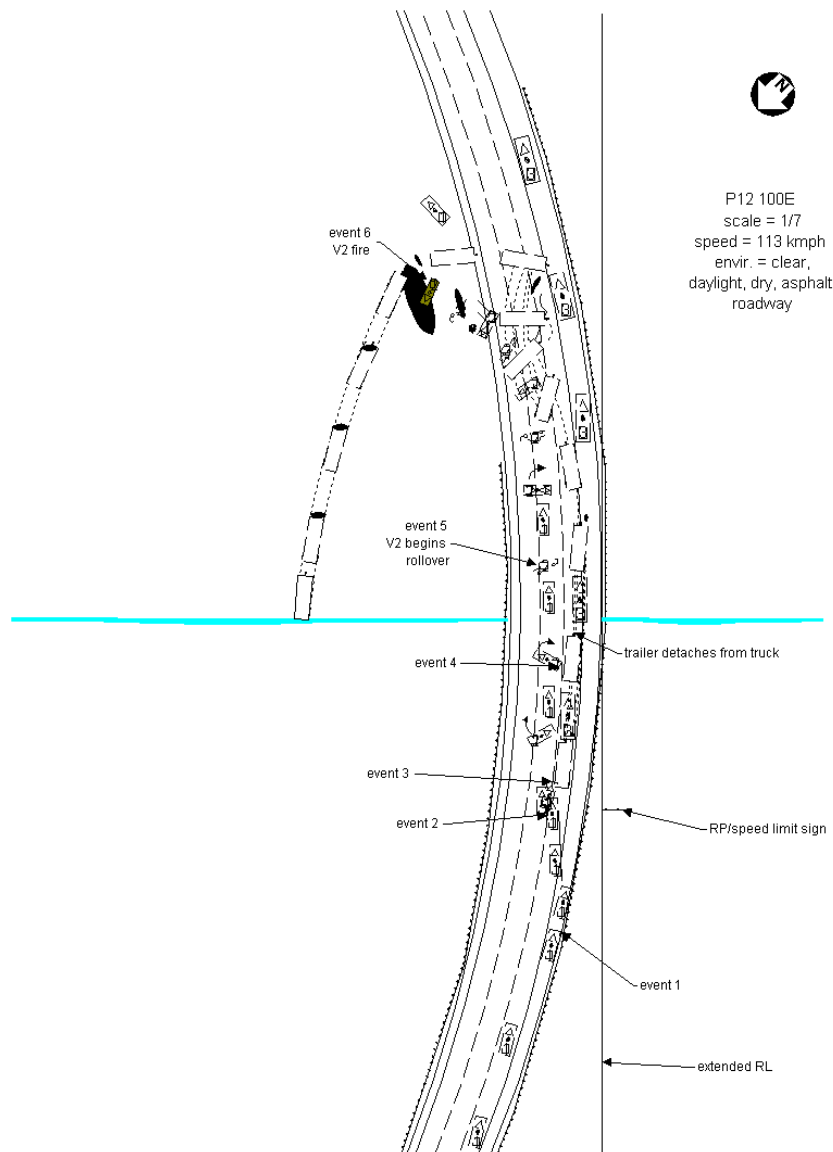 N
P12 100E
scale = 1/7
speed = 113 kmph
envir. = clear,
daylight, dry, asphalt
roadway
event 6
V2 fire
event 5
V2 begins
rollover
trailer detaches from truck
event 4
event 3
event 2
RP/speed limit sign
event 1
extended RL